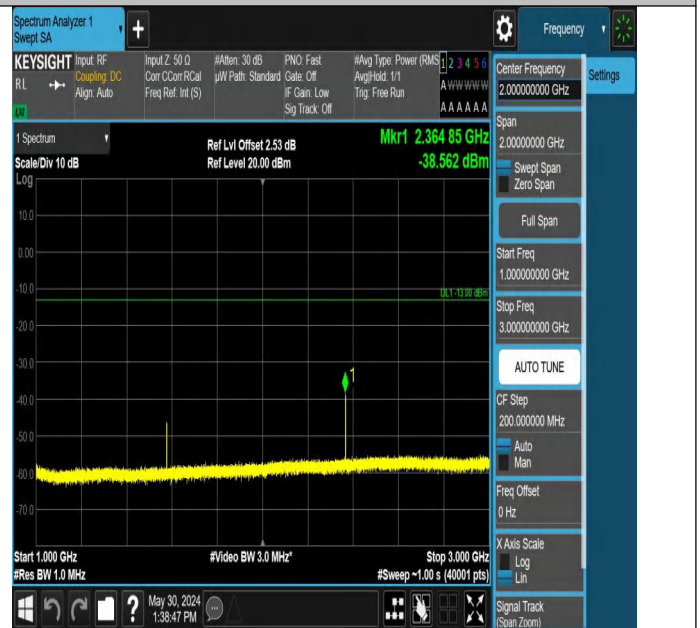 Spectrum Analyzer 1
Swept SA
+
Frequency
KEYSIGHT
RL
LXI
Input: RF
Coupling: DC
Align: Auto
Input Z: 50 Ω
Corr CCorr RCal
Freq Ref: Int (S)
#Atten: 30 dB
µW Path: Standard
PNO: Fast
Gate: Off
IF Gain: Low
Sig Track: Off
#Avg Type: Power (RMS
Avg|Hold: 1/1
Trig: Free Run
1 2 3 4 5 6
A W W W W W
A A A A A A
Center Frequency
2.00000000 GHz
Settings
Span
2.00000000 GHz
Swept Span
Zero Span
Full Span
Start Freq
1.000000000 GHz
Stop Freq
3.000000000 GHz
AUTO TUNE
CF Step
200.000000 MHz
Auto
Man
Freq Offset
0 Hz
X Axis Scale
Log
Lin
Signal Track
(Span Zoom)
1 Spectrum
Scale/Div 10 dB
Log
Ref Lvl Offset 2.53 dB
Ref Level 20.00 dBm
Mkr1 2.364 85 GHz
-38.562 dBm
10.0
0.00
-10.0
DL1 -13.00 dBm
-20.0
-30.0
1
-40.0
-50.0
-60.0
-70.0
Start 1.000 GHz
#Res BW 1.0 MHz
#Video BW 3.0 MHz*
Stop 3.000 GHz
#Sweep ~1.00 s (40001 pts)
?
May 30, 2024
1:38:47 PM